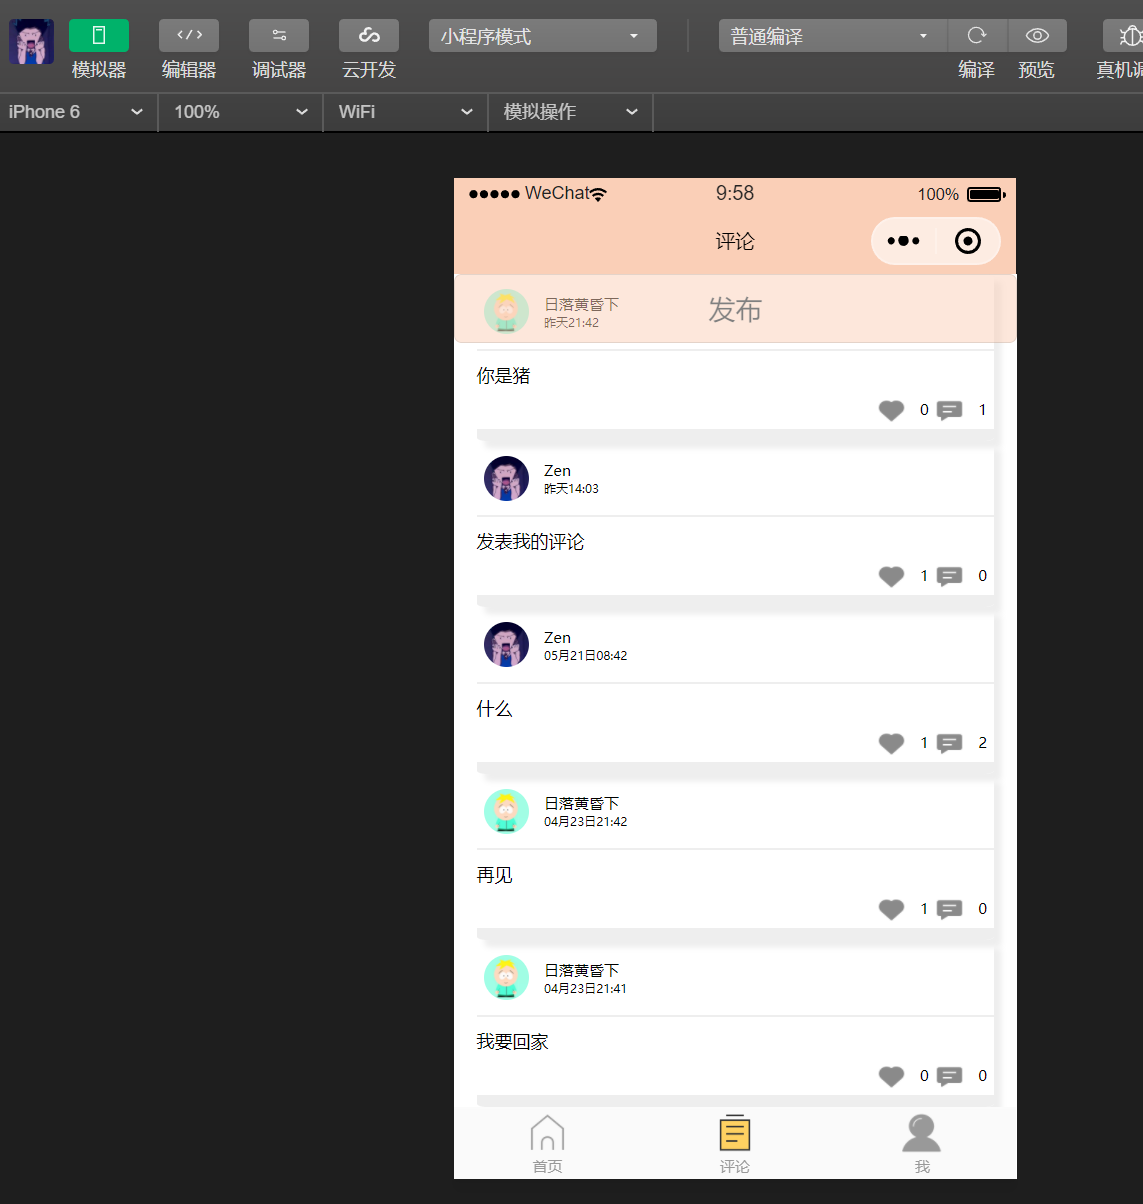 小程序模式 普通编译
模拟器 编辑器 调试器 云开发 编译 预览 真机调
iPhone 6 100% WiFi 模拟操作
WeChat 9:58 100%
评论
发布
日落黄昏下
昨天21:42
你是猪
0 1
Zen
昨天14:03
发表我的评论
1 0
Zen
05月21日08:42
什么
1 2
日落黄昏下
04月23日21:42
再见
1 0
日落黄昏下
04月23日21:41
我要回家
0 0
首页 评论 我